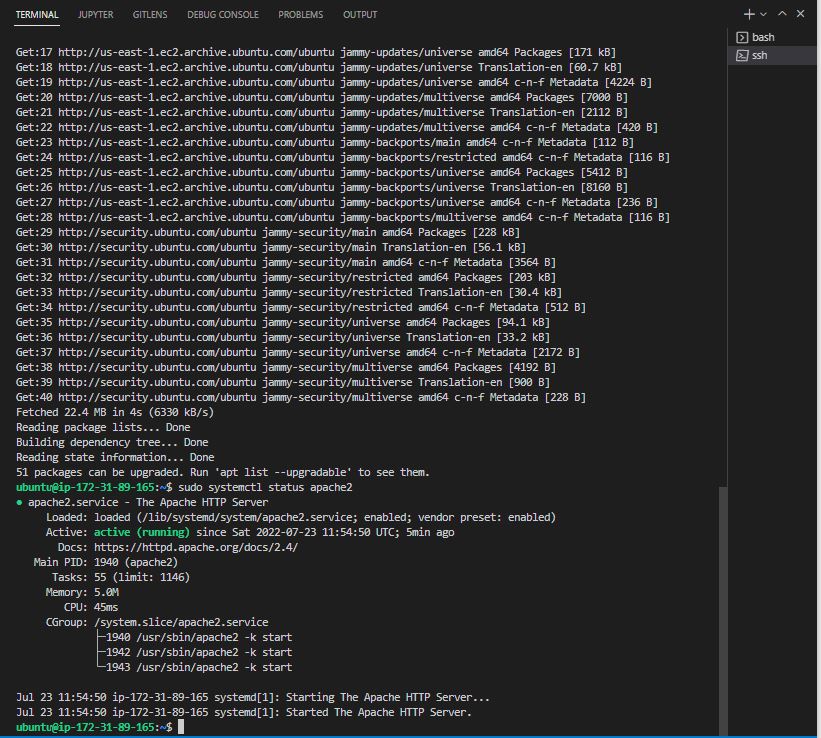 TERMINAL JUPYTER GITLENS DEBUG CONSOLE PROBLEMS OUTPUT
bash
ssh
Get:17 http://us-east-1.ec2.archive.ubuntu.com/ubuntu jammy-updates/universe amd64 Packages [171 kB]
Get:18 http://us-east-1.ec2.archive.ubuntu.com/ubuntu jammy-updates/universe Translation-en [60.7 kB]
Get:19 http://us-east-1.ec2.archive.ubuntu.com/ubuntu jammy-updates/universe amd64 c-n-f Metadata [4224 B]
Get:20 http://us-east-1.ec2.archive.ubuntu.com/ubuntu jammy-updates/multiverse amd64 Packages [7000 B]
Get:21 http://us-east-1.ec2.archive.ubuntu.com/ubuntu jammy-updates/multiverse Translation-en [2112 B]
Get:22 http://us-east-1.ec2.archive.ubuntu.com/ubuntu jammy-updates/multiverse amd64 c-n-f Metadata [420 B]
Get:23 http://us-east-1.ec2.archive.ubuntu.com/ubuntu jammy-backports/main amd64 c-n-f Metadata [112 B]
Get:24 http://us-east-1.ec2.archive.ubuntu.com/ubuntu jammy-backports/restricted amd64 c-n-f Metadata [116 B]
Get:25 http://us-east-1.ec2.archive.ubuntu.com/ubuntu jammy-backports/universe amd64 Packages [5412 B]
Get:26 http://us-east-1.ec2.archive.ubuntu.com/ubuntu jammy-backports/universe Translation-en [8160 B]
Get:27 http://us-east-1.ec2.archive.ubuntu.com/ubuntu jammy-backports/universe amd64 c-n-f Metadata [236 B]
Get:28 http://us-east-1.ec2.archive.ubuntu.com/ubuntu jammy-backports/multiverse amd64 c-n-f Metadata [116 B]
Get:29 http://security.ubuntu.com/ubuntu jammy-security/main amd64 Packages [228 kB]
Get:30 http://security.ubuntu.com/ubuntu jammy-security/main Translation-en [56.1 kB]
Get:31 http://security.ubuntu.com/ubuntu jammy-security/main amd64 c-n-f Metadata [3564 B]
Get:32 http://security.ubuntu.com/ubuntu jammy-security/restricted amd64 Packages [203 kB]
Get:33 http://security.ubuntu.com/ubuntu jammy-security/restricted Translation-en [30.4 kB]
Get:34 http://security.ubuntu.com/ubuntu jammy-security/restricted amd64 c-n-f Metadata [512 B]
Get:35 http://security.ubuntu.com/ubuntu jammy-security/universe amd64 Packages [94.1 kB]
Get:36 http://security.ubuntu.com/ubuntu jammy-security/universe Translation-en [33.2 kB]
Get:37 http://security.ubuntu.com/ubuntu jammy-security/universe amd64 c-n-f Metadata [2172 B]
Get:38 http://security.ubuntu.com/ubuntu jammy-security/multiverse amd64 Packages [4192 B]
Get:39 http://security.ubuntu.com/ubuntu jammy-security/multiverse Translation-en [900 B]
Get:40 http://security.ubuntu.com/ubuntu jammy-security/multiverse amd64 c-n-f Metadata [228 B]
Fetched 22.4 MB in 4s (6330 kB/s)
Reading package lists... Done
Building dependency tree... Done
Reading state information... Done
51 packages can be upgraded. Run 'apt list --upgradable' to see them.
ubuntu@ip-172-31-89-165:~$ sudo systemctl status apache2
● apache2.service - The Apache HTTP Server
Loaded: loaded (/lib/systemd/system/apache2.service; enabled; vendor preset: enabled)
Active: active (running) since Sat 2022-07-23 11:54:50 UTC; 5min ago
Docs: https://httpd.apache.org/docs/2.4/
Main PID: 1940 (apache2)
Tasks: 55 (limit: 1146)
Memory: 5.0M
CPU: 45ms
CGroup: /system.slice/apache2.service
├─1940 /usr/sbin/apache2 -k start
├─1942 /usr/sbin/apache2 -k start
└─1943 /usr/sbin/apache2 -k start
Jul 23 11:54:50 ip-172-31-89-165 systemd[1]: Starting The Apache HTTP Server...
Jul 23 11:54:50 ip-172-31-89-165 systemd[1]: Started The Apache HTTP Server.
ubuntu@ip-172-31-89-165:~$